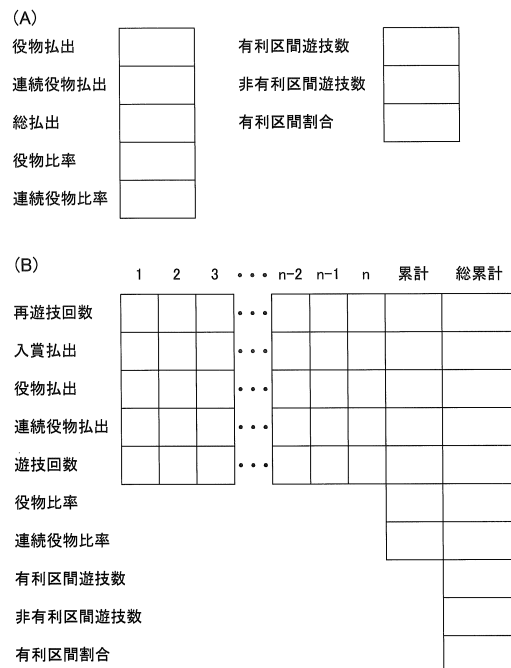 (A)
役物払出
連続役物払出
総払出
役物比率
連続役物比率
有利区間遊技数
非有利区間遊技数
有利区間割合
(B)
1 2 3 ・・・ n-2 n-1 n 累計 総累計
再遊技回数 ・・・
入賞払出 ・・・
役物払出 ・・・
連続役物払出 ・・・
遊技回数 ・・・
役物比率
連続役物比率
有利区間遊技数
非有利区間遊技数
有利区間割合